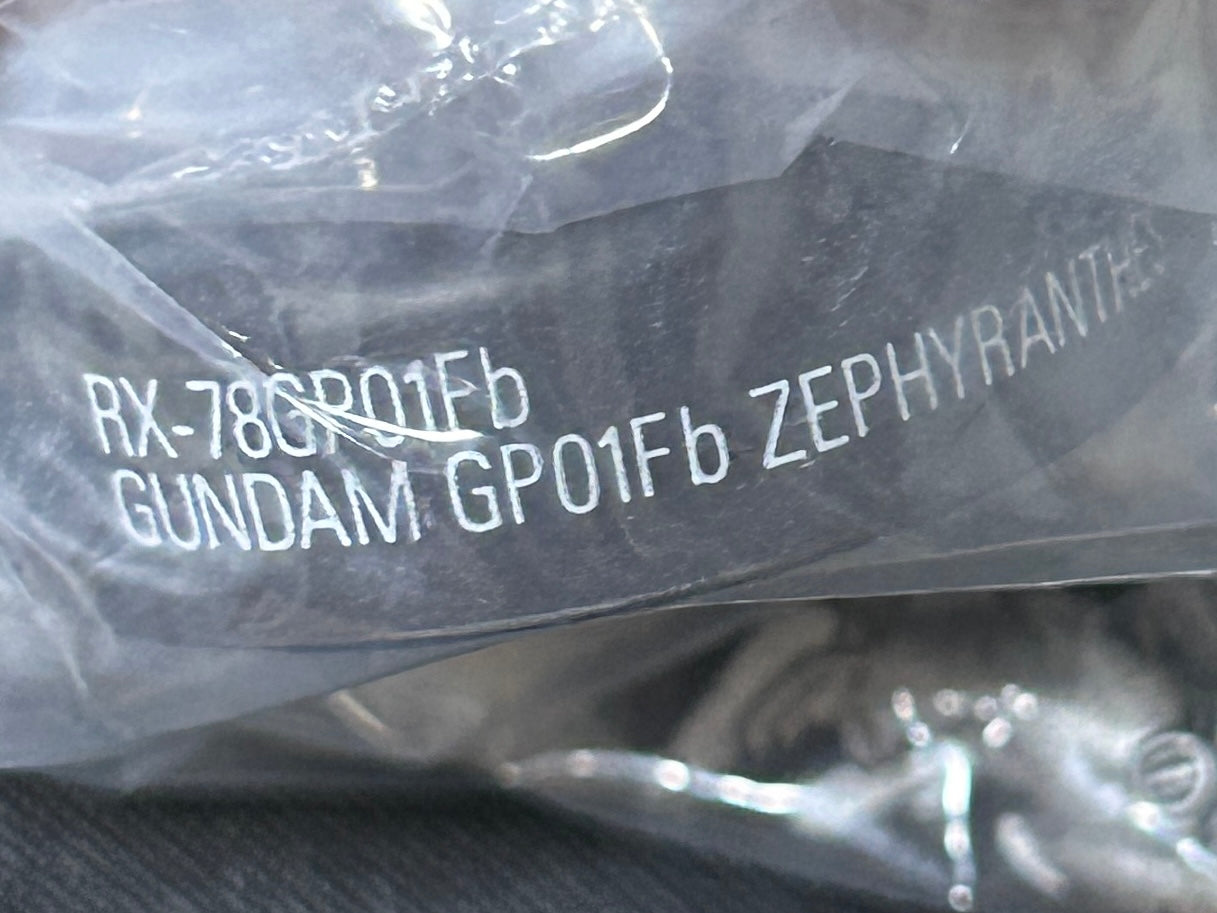 RX-78GP01Fb
GUNDAM GP01Fb ZEPHYRANTHES